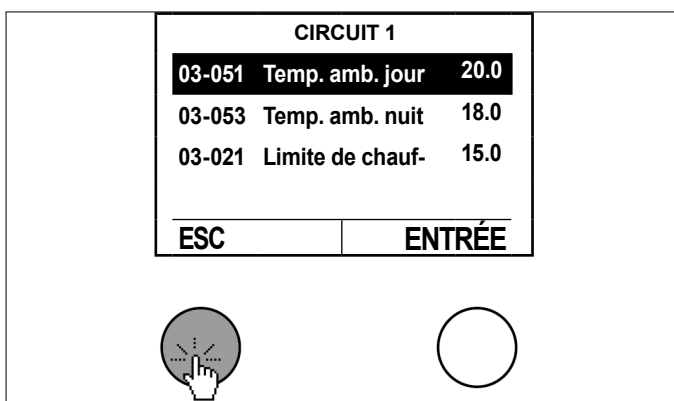 CIRCUIT 1
03-051 Temp. amb. jour 20.0
03-053 Temp. amb. nuit 18.0
03-021 Limite de chauf- 15.0
ESC ENTRÉE